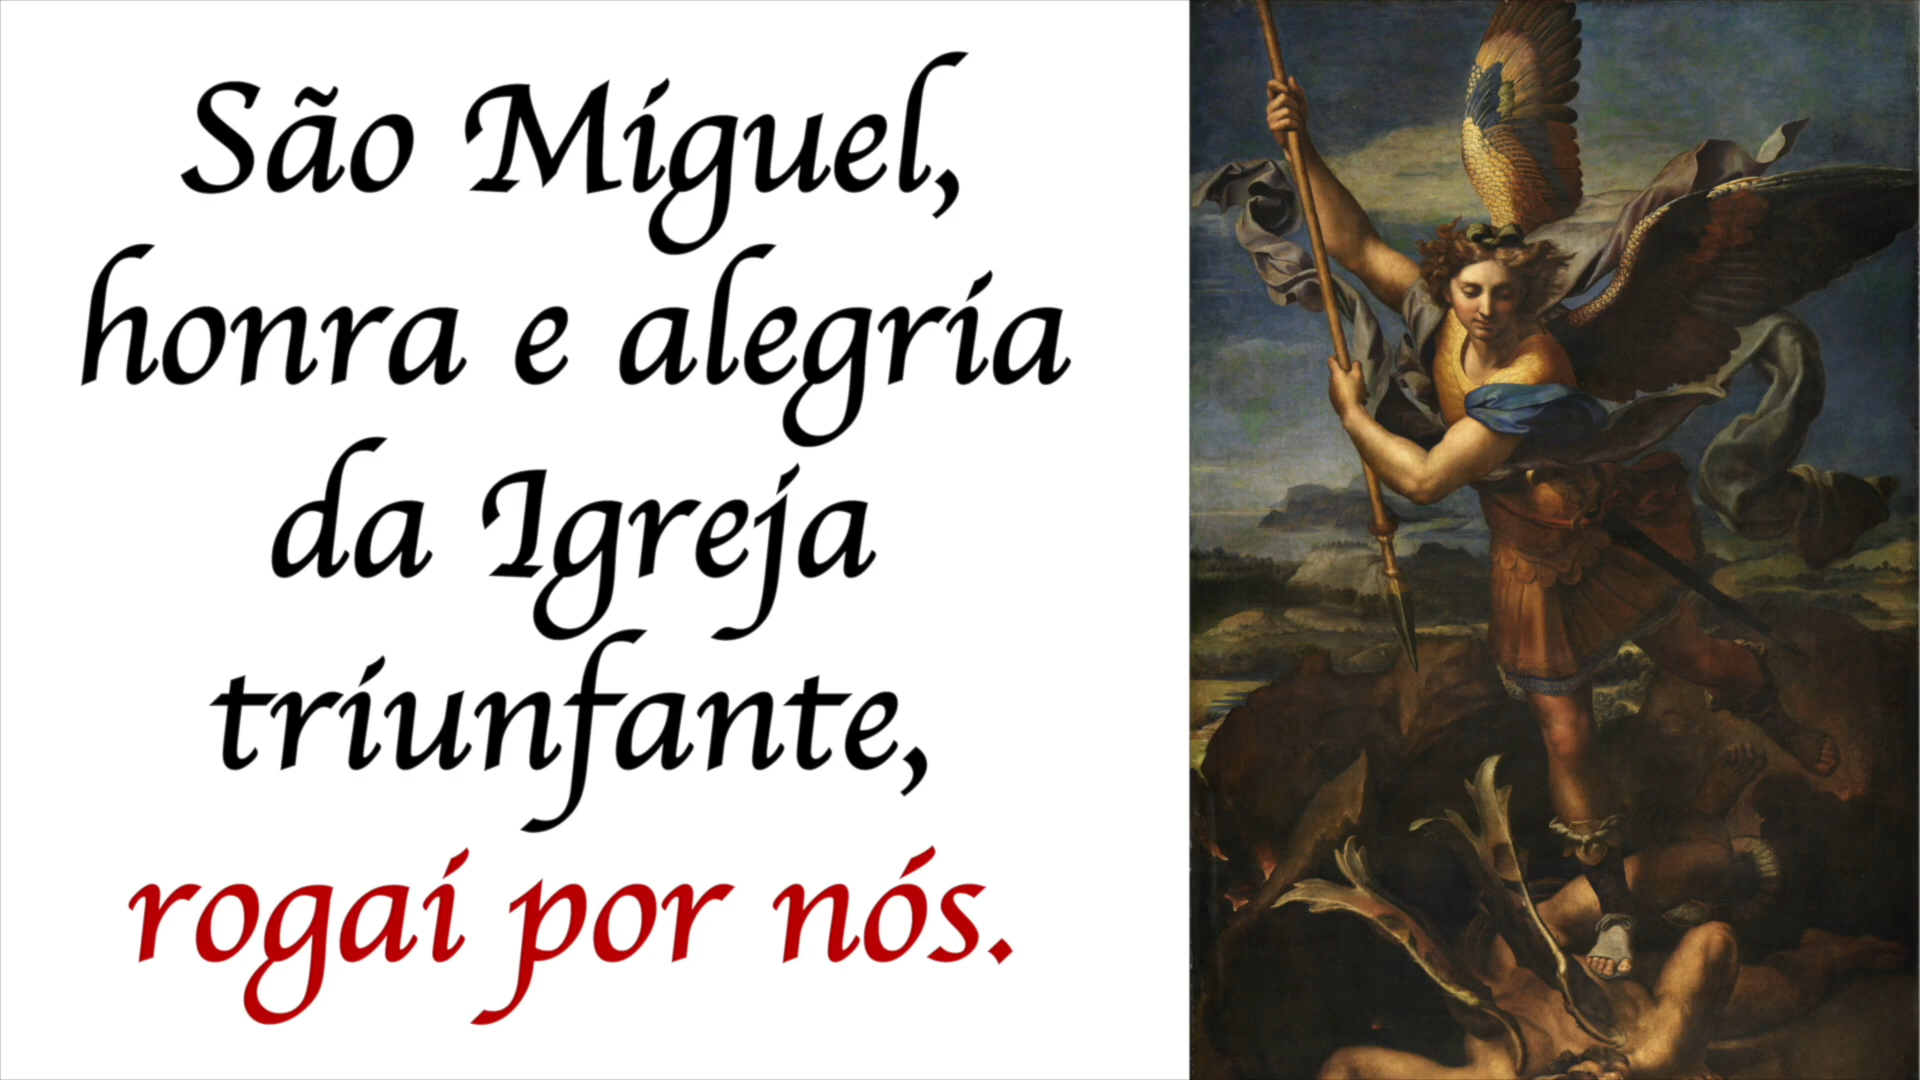 São Miguel,
honra e alegria
da Igreja
triunfante,
rogai por nós.